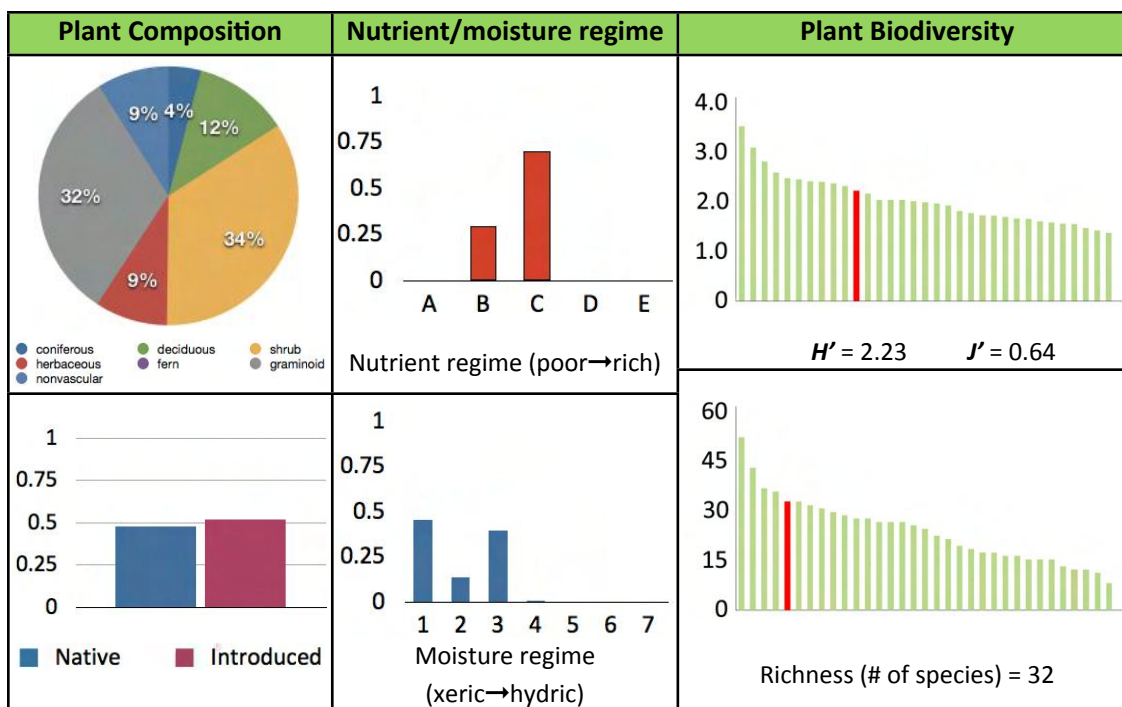 Plant Composition
Nutrient/moisture regime
Plant Biodiversity
9%
4%
12%
34%
9%
32%
coniferous
deciduous
shrub
herbaceous
fern
graminoid
nonvascular
1
0.75
0.5
0.25
0
A B C D E
Nutrient regime (poor→rich)
4.0
3.0
2.0
1.0
0
H’ = 2.23 J’ = 0.64
1
0.75
0.5
0.25
0
Native Introduced
1
0.75
0.5
0.25
0
1 2 3 4 5 6 7
Moisture regime
(xeric→hydric)
60
45
30
15
0
Richness (# of species) = 32